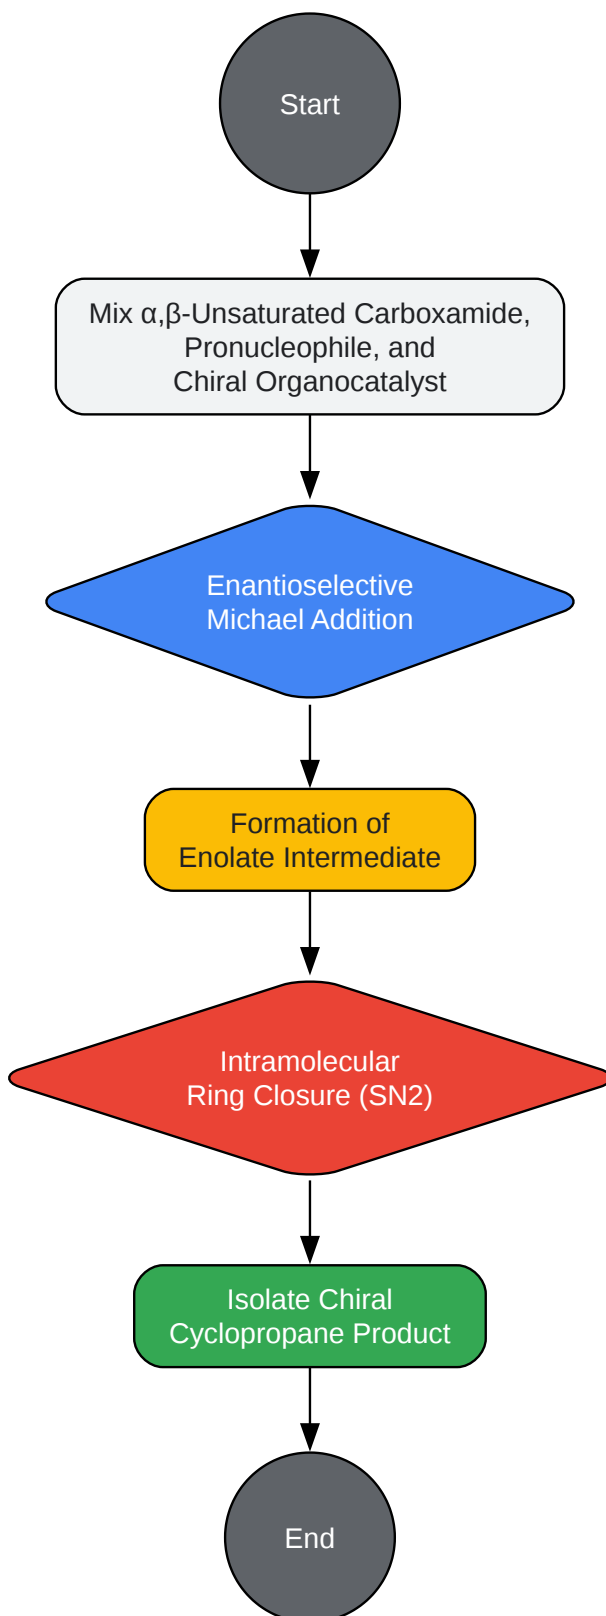 Start
Mix α,β-Unsaturated Carboxamide,
Pronucleophile, and
Chiral Organocatalyst
Enantioselective
Michael Addition
Formation of
Enolate Intermediate
Intramolecular
Ring Closure (SN2)
Isolate Chiral
Cyclopropane Product
End